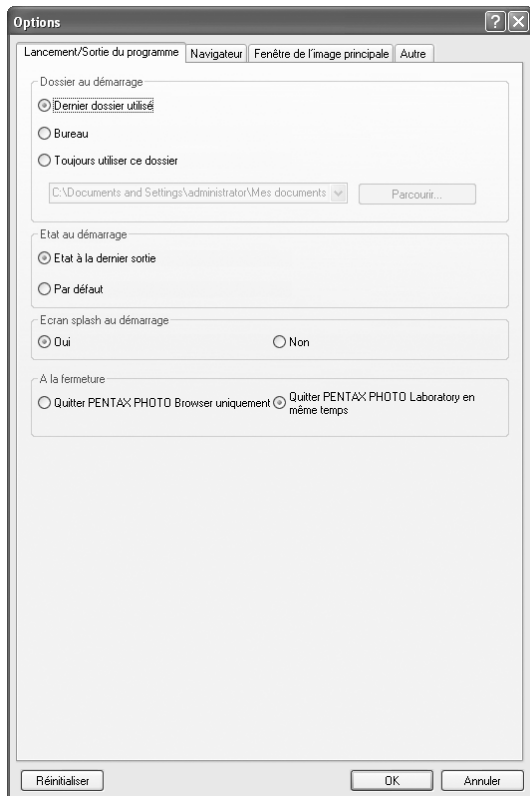 Options
Lancement/Sortie du programme Navigateur Fenêtre de l'image principale Autre
Dossier au démarrage
Dernier dossier utilisé
Bureau
Toujours utiliser ce dossier
C:\Documents and Settings\administrator\Mes documents Parcourir...
Etat au démarrage
Etat à la dernier sortie
Par défaut
Ecran splash au démarrage
Oui Non
A la fermeture
Quitter PENTAX PHOTO Browser uniquement Quitter PENTAX PHOTO Laboratory en
même temps
Réinitialiser OK Annuler